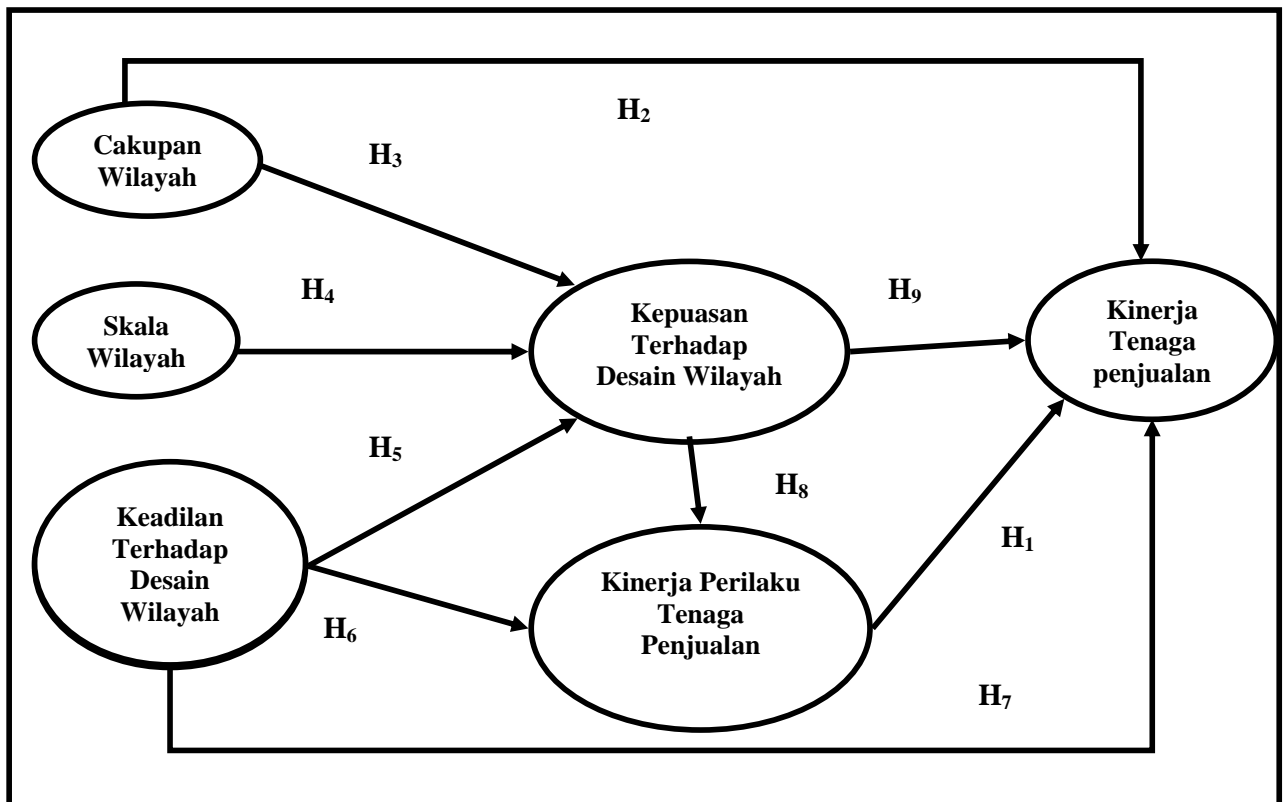 H₂
Cakupan
Wilayah
H₃
H₄
Skala
Wilayah
Kepuasan
Terhadap
Desain Wilayah
H₉
Kinerja
Tenaga
penjualan
H₅
Keadilan
Terhadap
Desain
Wilayah
H₈
H₆
Kinerja Perilaku
Tenaga
Penjualan
H₁
H₇